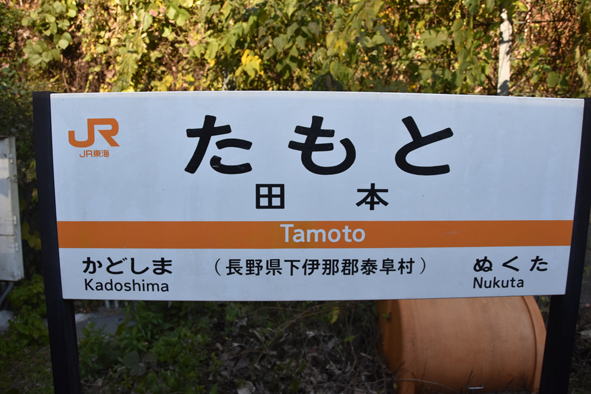 JR
JR東海
たもと
田本
Tamoto
かどしま
Kadoshima
（長野県下伊那郡泰阜村）
ぬくた
Nukuta